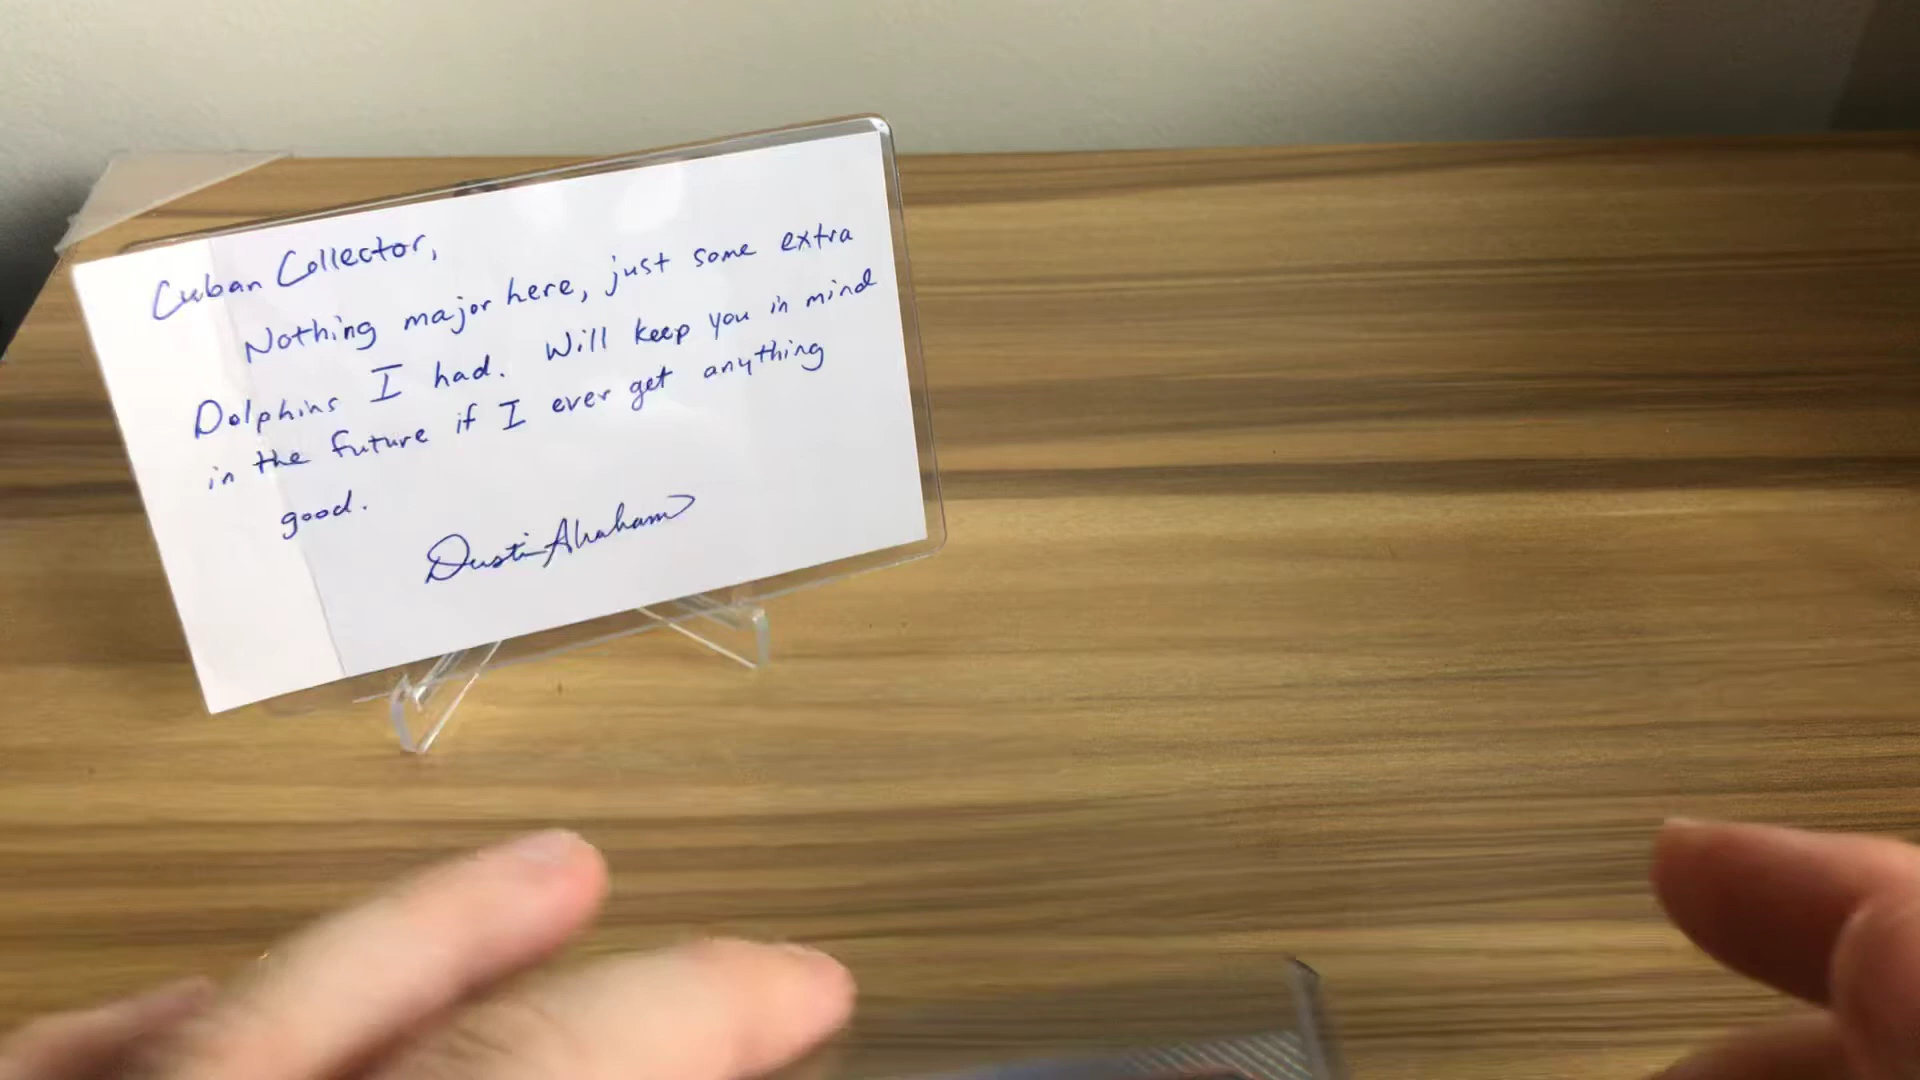 Cuban Collector,
Nothing major here, just some extra
Dolphins I had. Will keep you in mind
in the future if I ever get anything
good.
Dustin Abraham